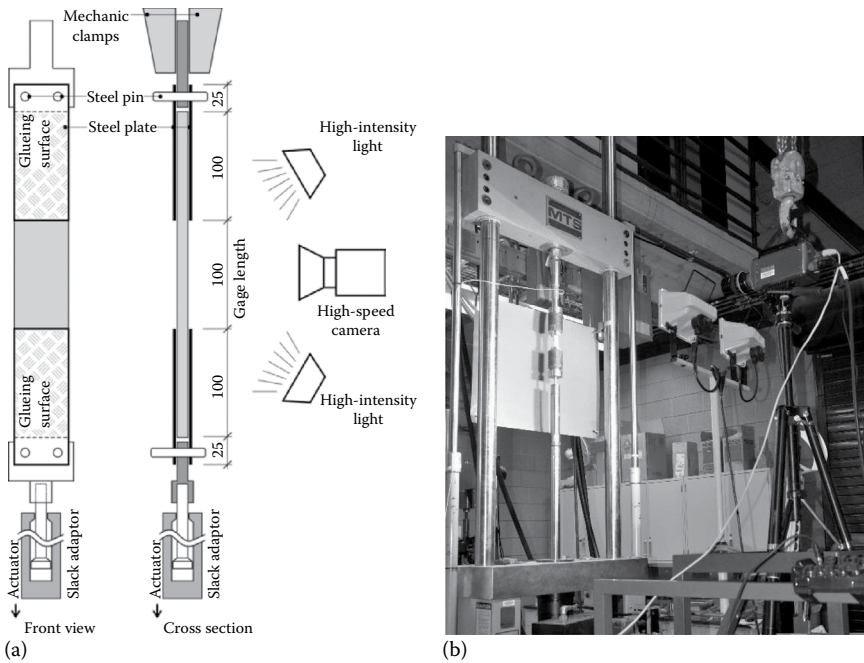 Mechanic
clamps
Steel pin
Steel plate
Glueing
surface
Glueing
surface
25
100
100
100
25
Gage length
High-intensity
light
High-speed
camera
High-intensity
light
Actuator
Slack adaptor
Actuator
Slack adaptor
Front view
Cross section
(a)
MTS
(b)